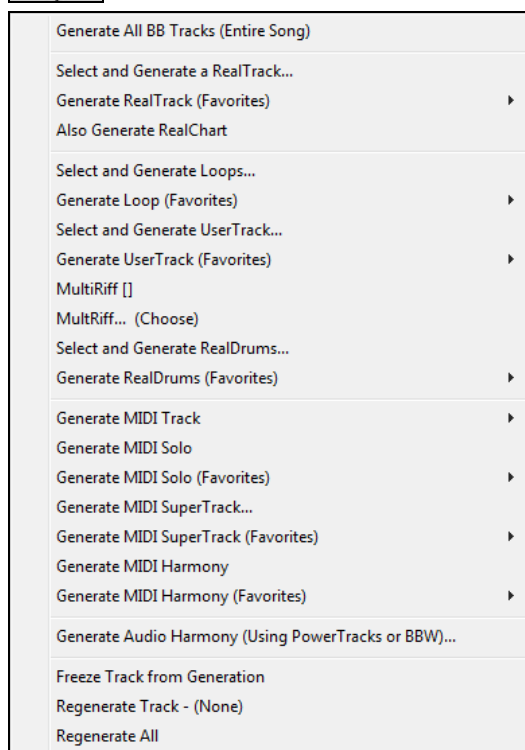 Generate All BB Tracks (Entire Song)
Select and Generate a RealTrack...
Generate RealTrack (Favorites)
Also Generate RealChart
Select and Generate Loops...
Generate Loop (Favorites)
Select and Generate UserTrack...
Generate UserTrack (Favorites)
MultiRiff []
MultRiff... (Choose)
Select and Generate RealDrums...
Generate RealDrums (Favorites)
Generate MIDI Track
Generate MIDI Solo
Generate MIDI Solo (Favorites)
Generate MIDI SuperTrack...
Generate MIDI SuperTrack (Favorites)
Generate MIDI Harmony
Generate MIDI Harmony (Favorites)
Generate Audio Harmony (Using PowerTracks or BBW)...
Freeze Track from Generation
Regenerate Track - (None)
Regenerate All